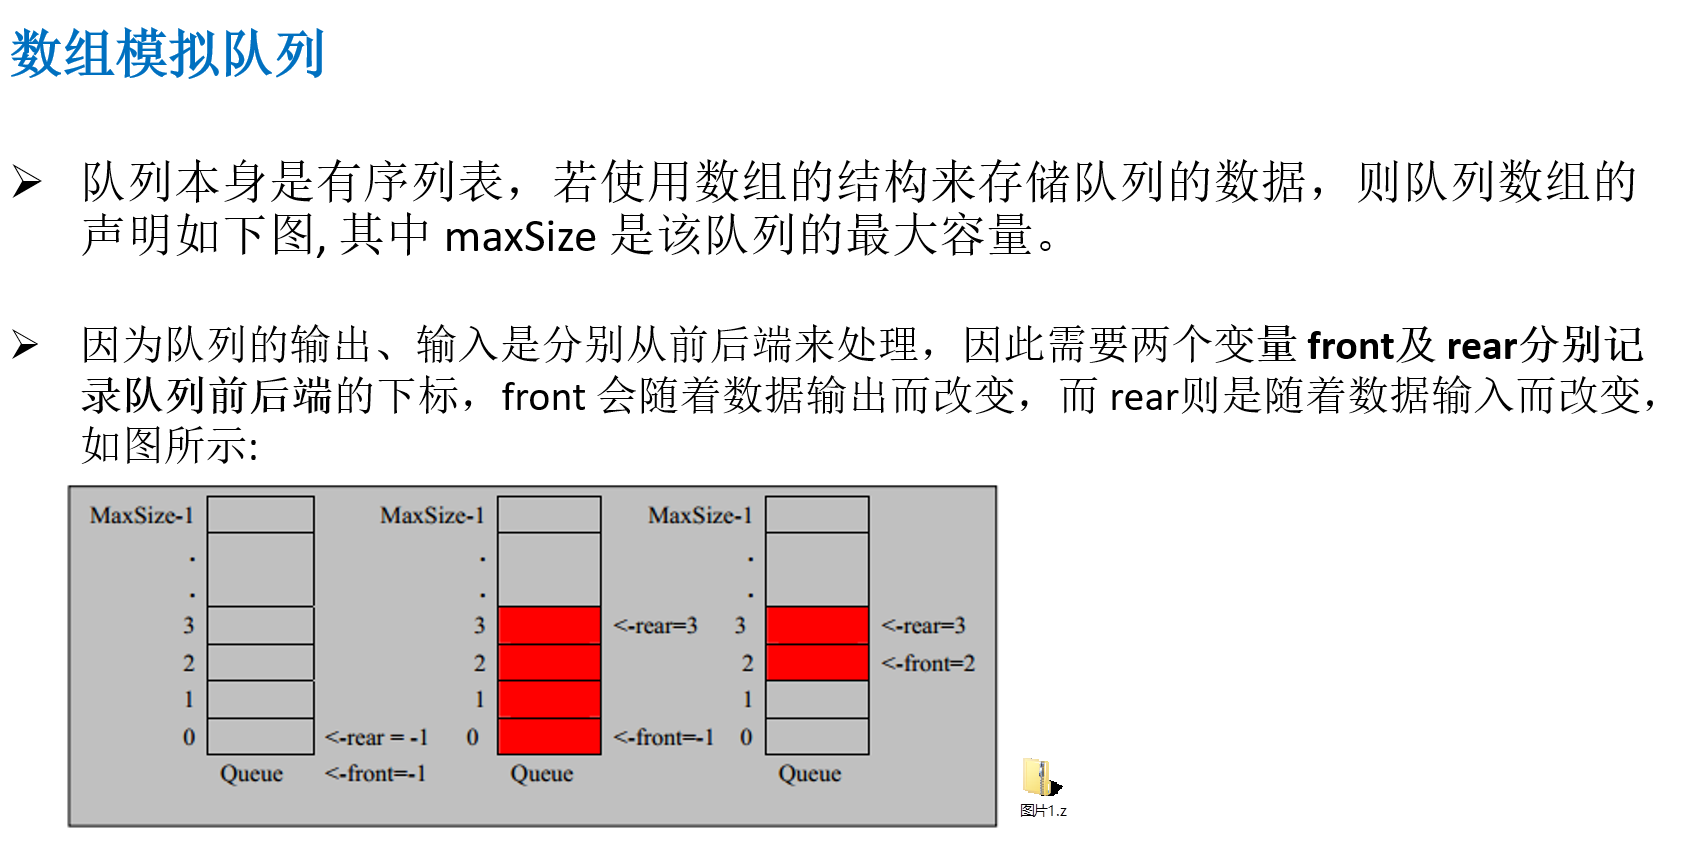 数组模拟队列
➢ 队列本身是有序列表，若使用数组的结构来存储队列的数据，则队列数组的
声明如下图, 其中 maxSize 是该队列的最大容量。
➢ 因为队列的输出、输入是分别从前后端来处理，因此需要两个变量 front及 rear分别记
录队列前后端的下标，front 会随着数据输出而改变，而 rear则是随着数据输入而改变，
如图所示:
MaxSize-1 MaxSize-1 MaxSize-1
. . .
. . .
3 3 <-rear=3 3 <-rear=3
2 2 2 <-front=2
1 1 1
0 <-rear = -1 0 <-front=-1 0
Queue <-front=-1 Queue Queue
图片1.z